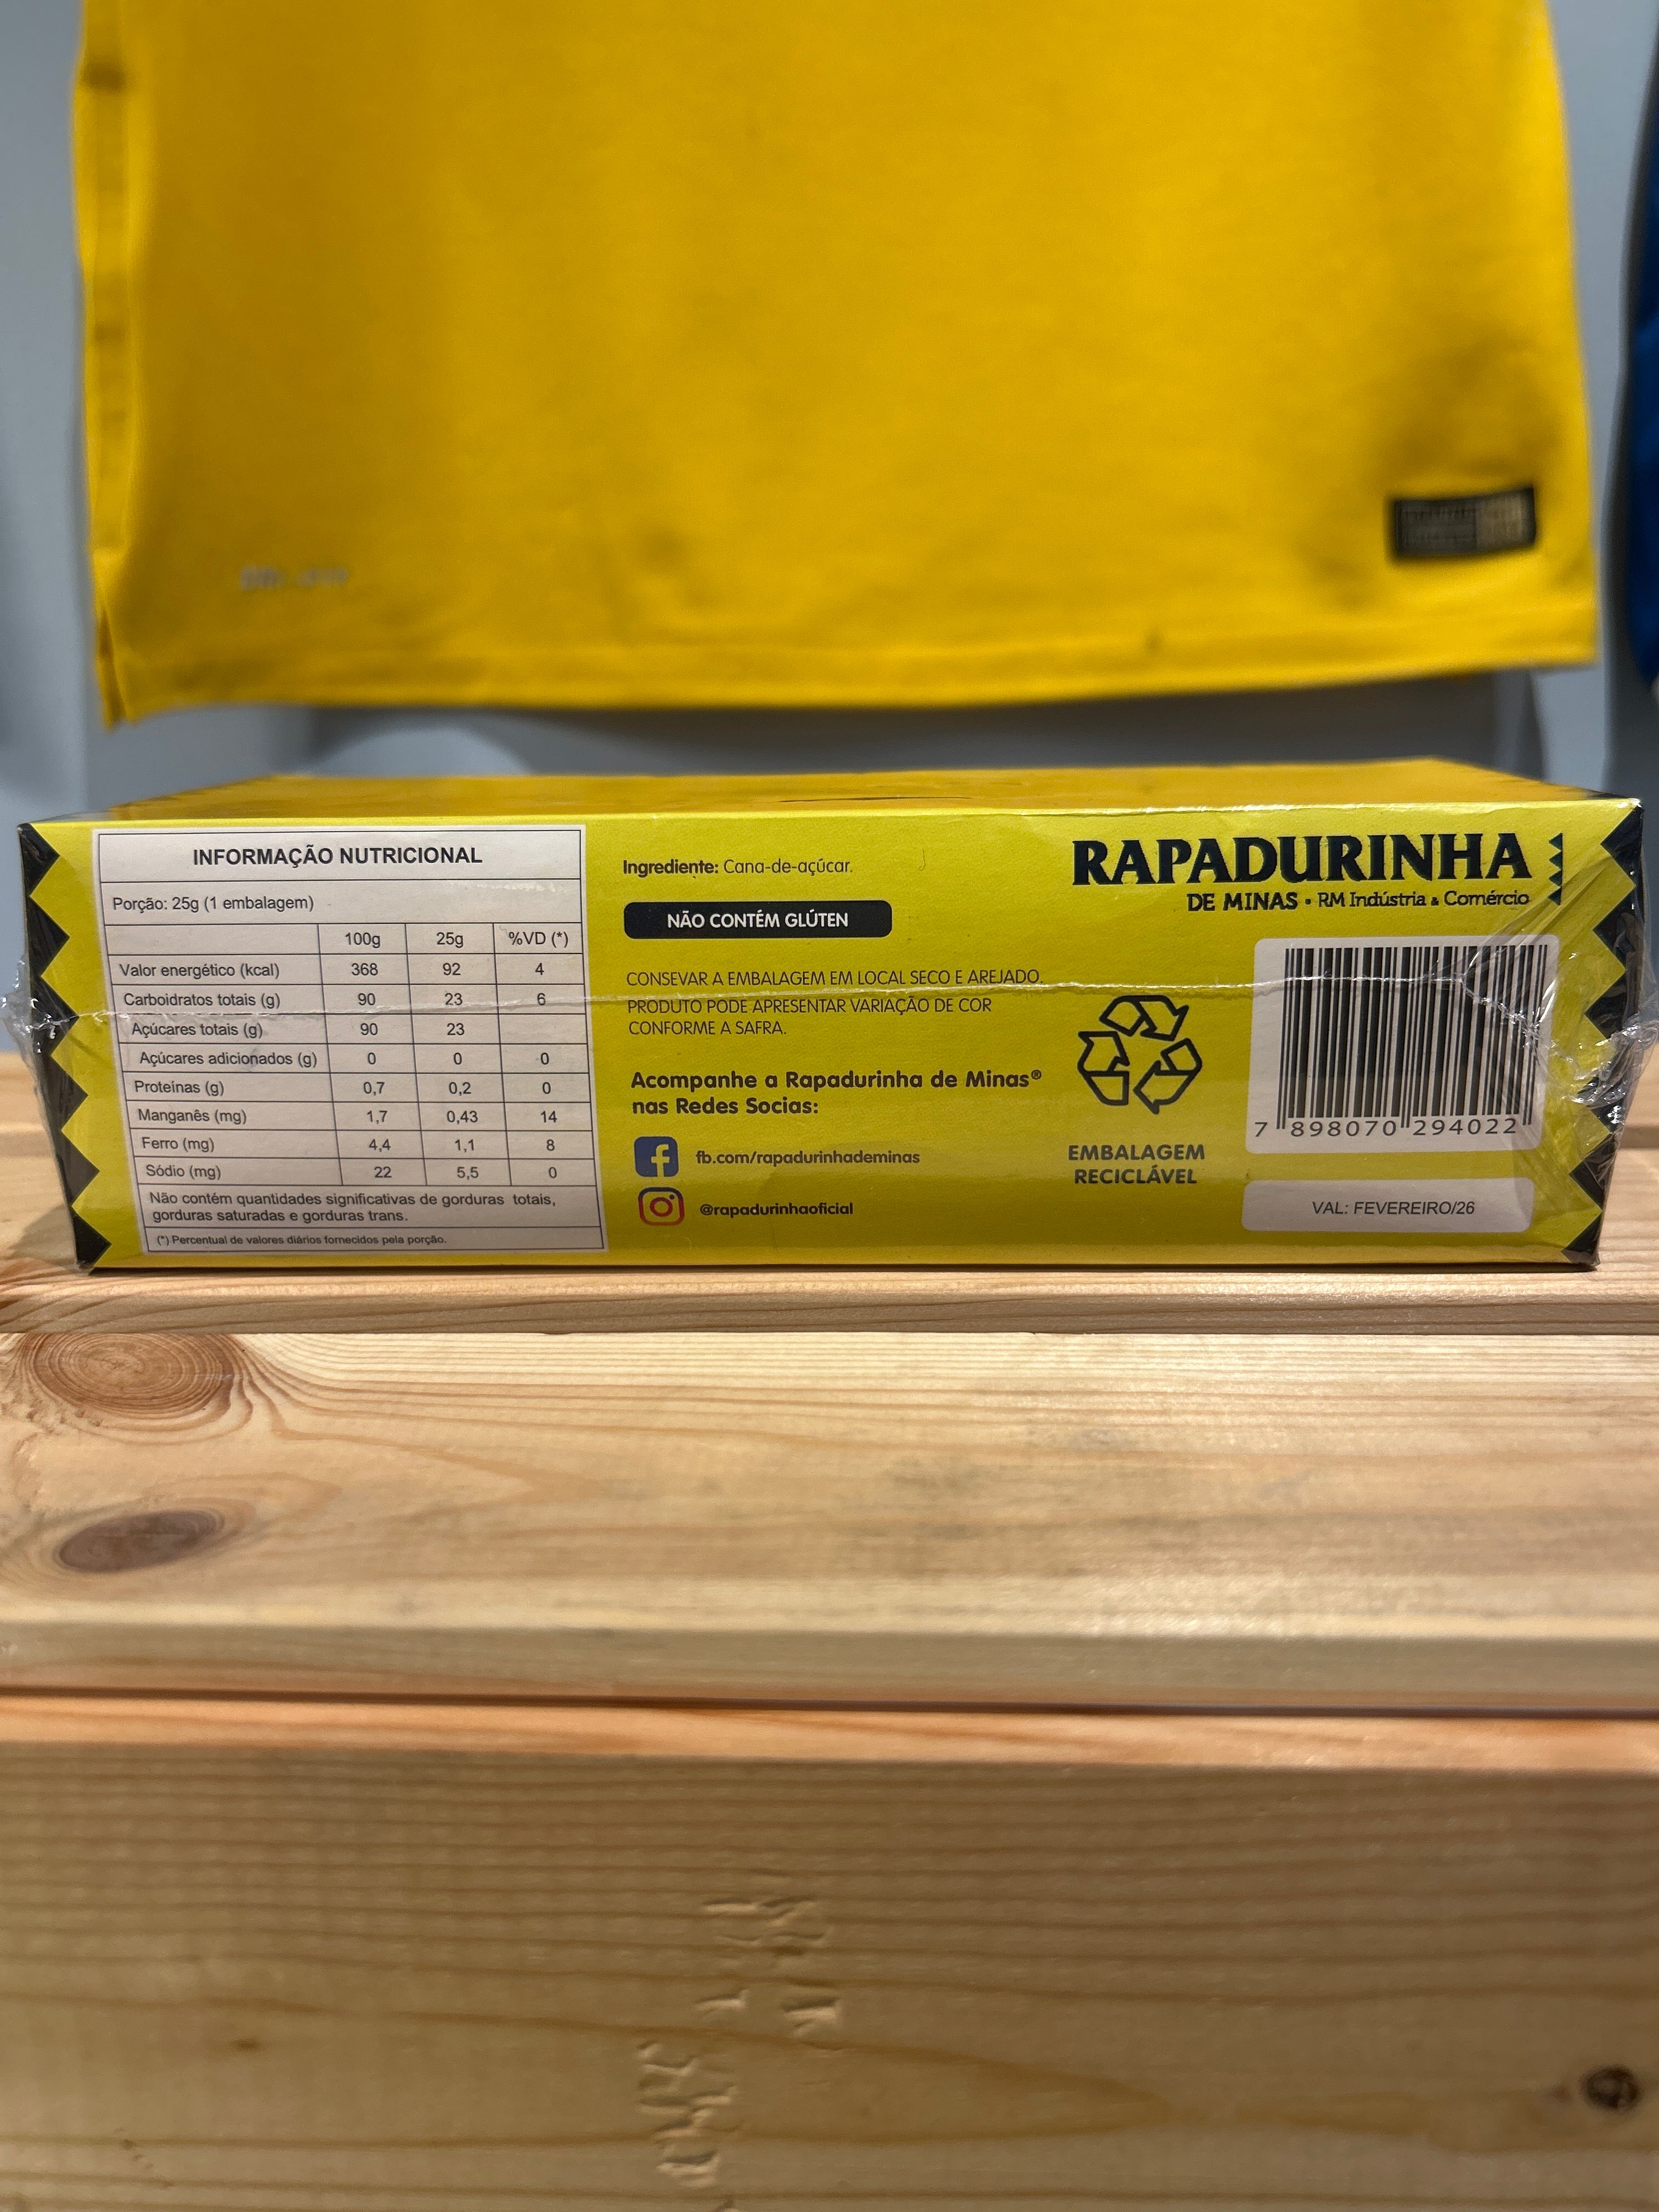 INFORMAÇÃO NUTRICIONAL
Porção: 25g (1 embalagem)
100g 25g %VD (*)
Valor energético (kcal) 368 92 4
Carboidratos totais (g) 90 23 6
Açúcares totais (g) 90 23
Açúcares adicionados (g) 0 0 0
Proteínas (g) 0,7 0,2 0
Manganês (mg) 1,7 0,43 14
Ferro (mg) 4,4 1,1 8
Sódio (mg) 22 5,5 0
Não contém quantidades significativas de gorduras totais,
gorduras saturadas e gorduras trans.
(*) Percentual de valores diários fornecidos pela porção.
Ingrediente: Cana-de-açúcar.
NÃO CONTÉM GLÚTEN
CONSEVAR A EMBALAGEM EM LOCAL SECO E AREJADO.
PRODUTO PODE APRESENTAR VARIAÇÃO DE COR
CONFORME A SAFRA.
Acompanhe a Rapadurinha de Minas®
nas Redes Socias:
fb.com/rapadurinhademinas
@rapadurinhaoficial
EMBALAGEM
RECICLÁVEL
RAPADURINHA
DE MINAS • RM Indústria & Comércio
7 898070 294022
VAL: FEVEREIRO/26